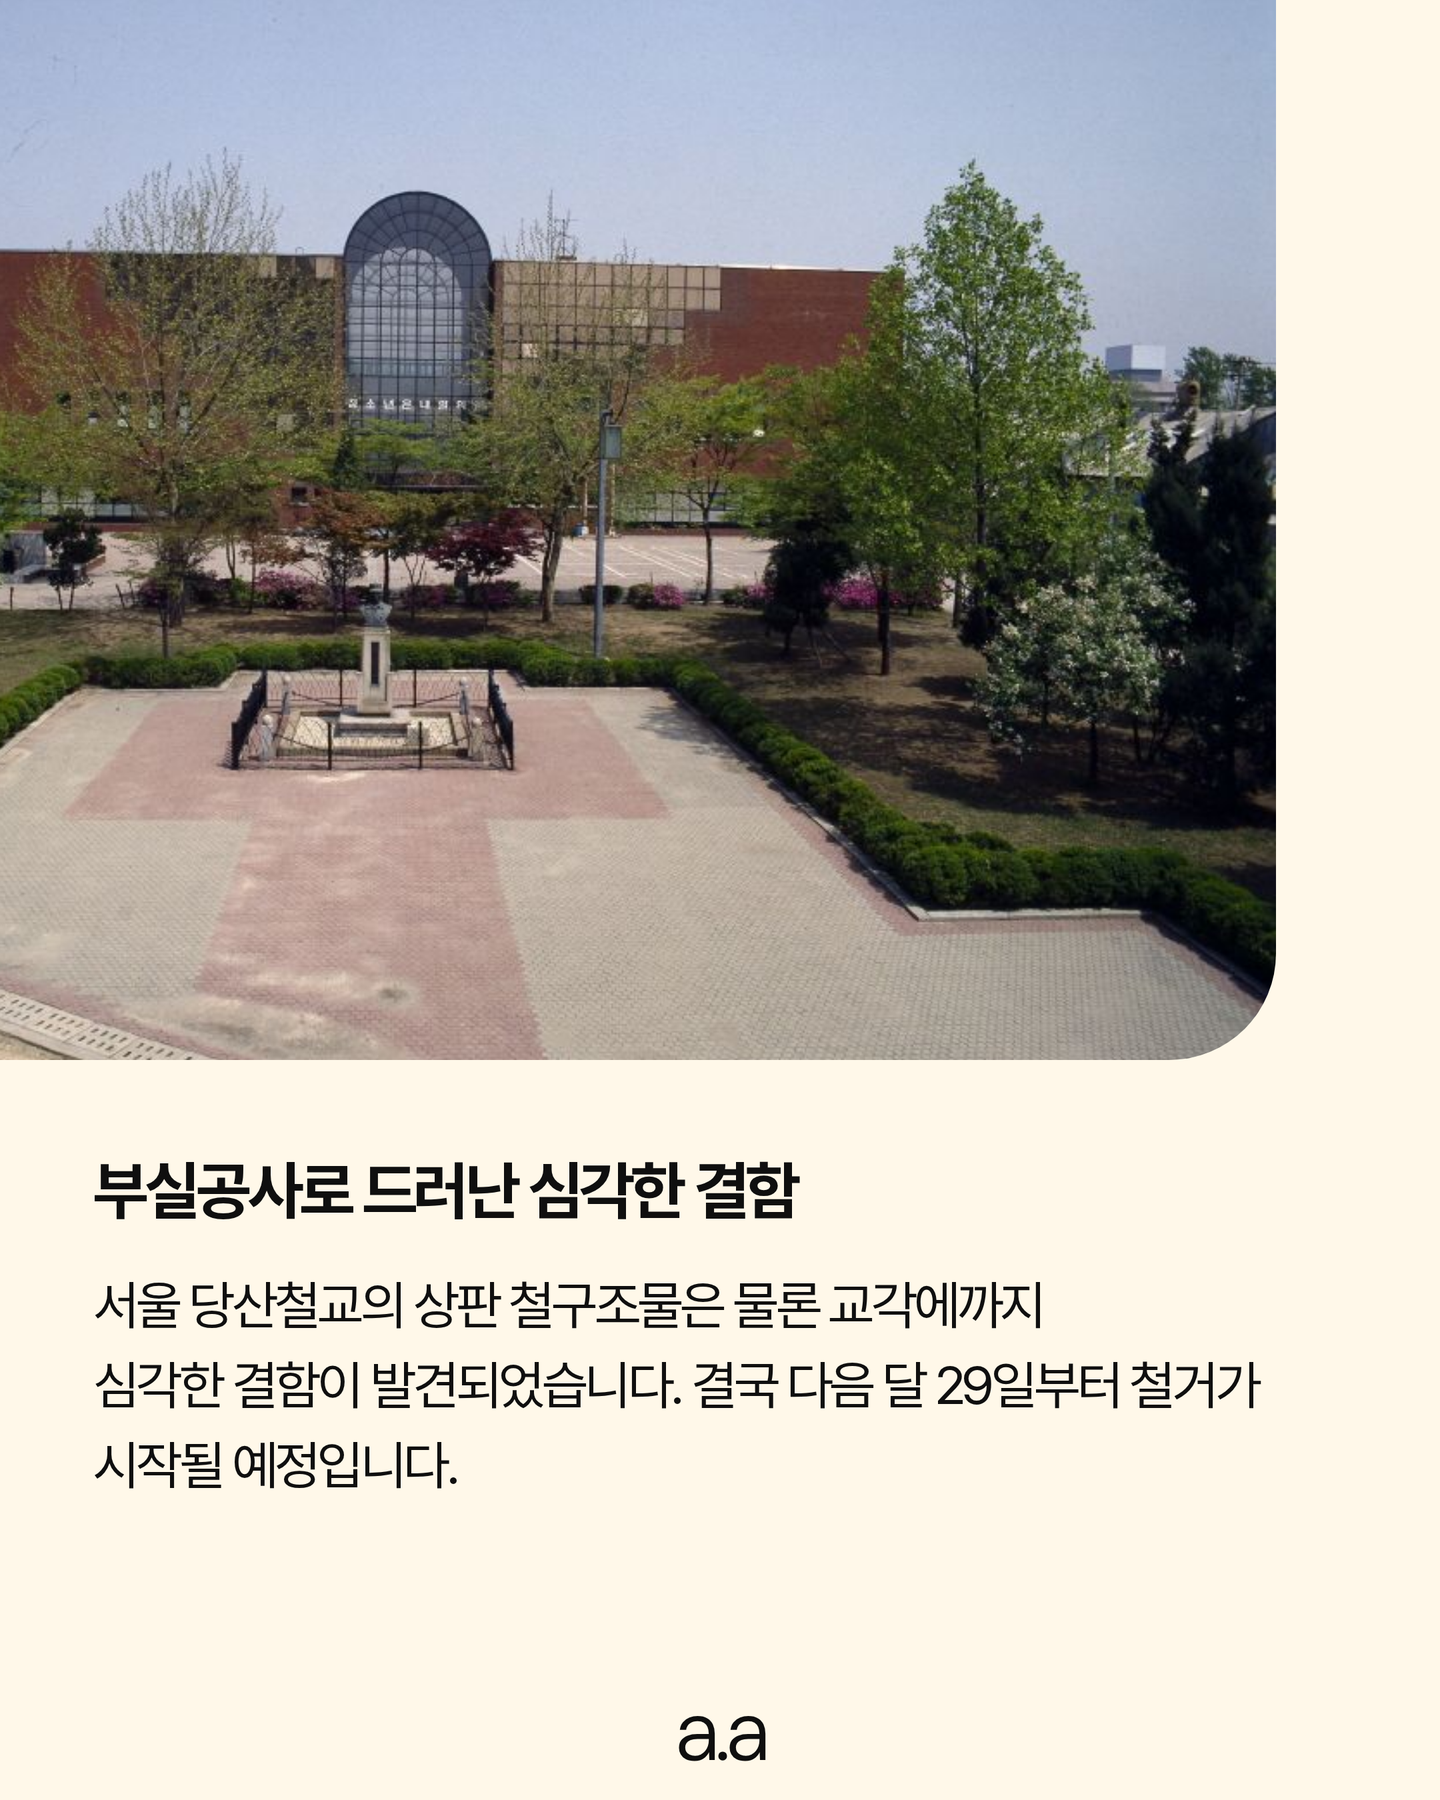 부실공사로 드러난 심각한 결함
서울 당산철교의 상판 철구조물은 물론 교각에까지
심각한 결함이 발견되었습니다. 결국 다음 달 29일부터 철거가
시작될 예정입니다.
a.a